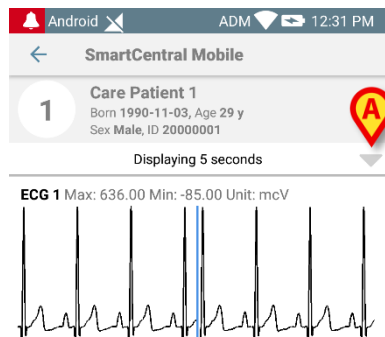 Android ADM 12:31 PM
SmartCentral Mobile
1
Care Patient 1
Born 1990-11-03, Age 29 y
Sex Male, ID 20000001
A
Displaying 5 seconds
ECG 1 Max: 636.00 Min: -85.00 Unit: mcV